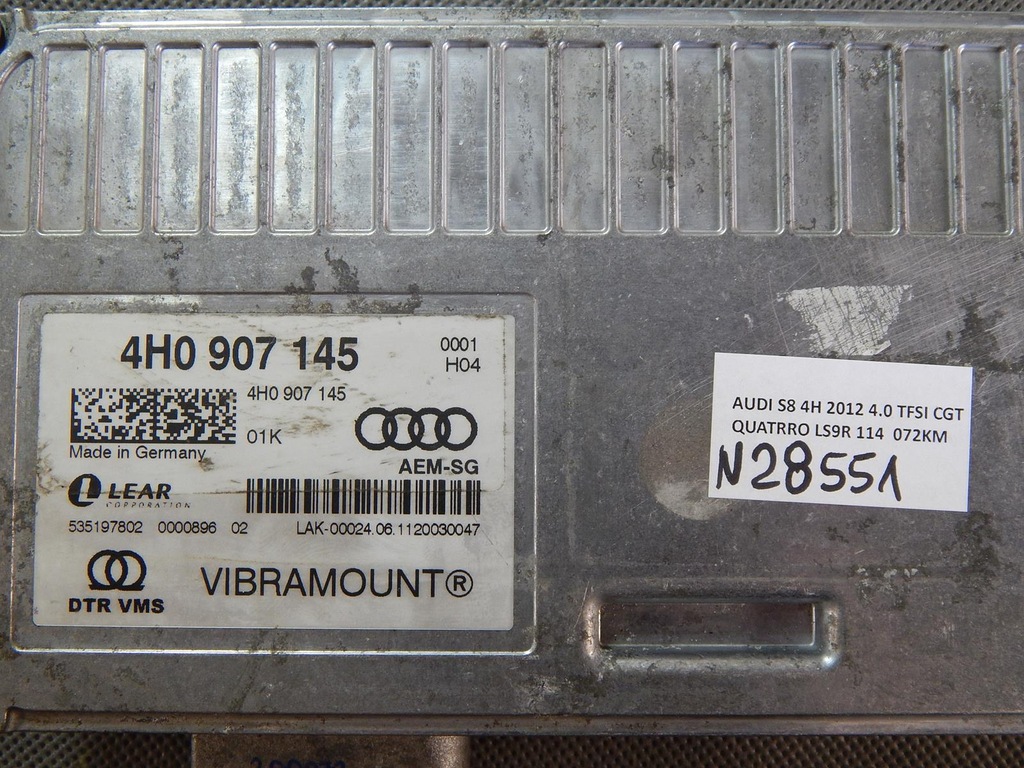 4H0 907 145
0001
H04
4H0 907 145
01K
Made in Germany
AEM-SG
LEAR
CORPORATION
535197802 0000896 02
LAK-00024.06.1120030047
DTR VMS
VIBRAMOUNT®
AUDI S8 4H 2012 4.0 TFSI CGT
QUATRRO LS9R 114 072KM
N28551